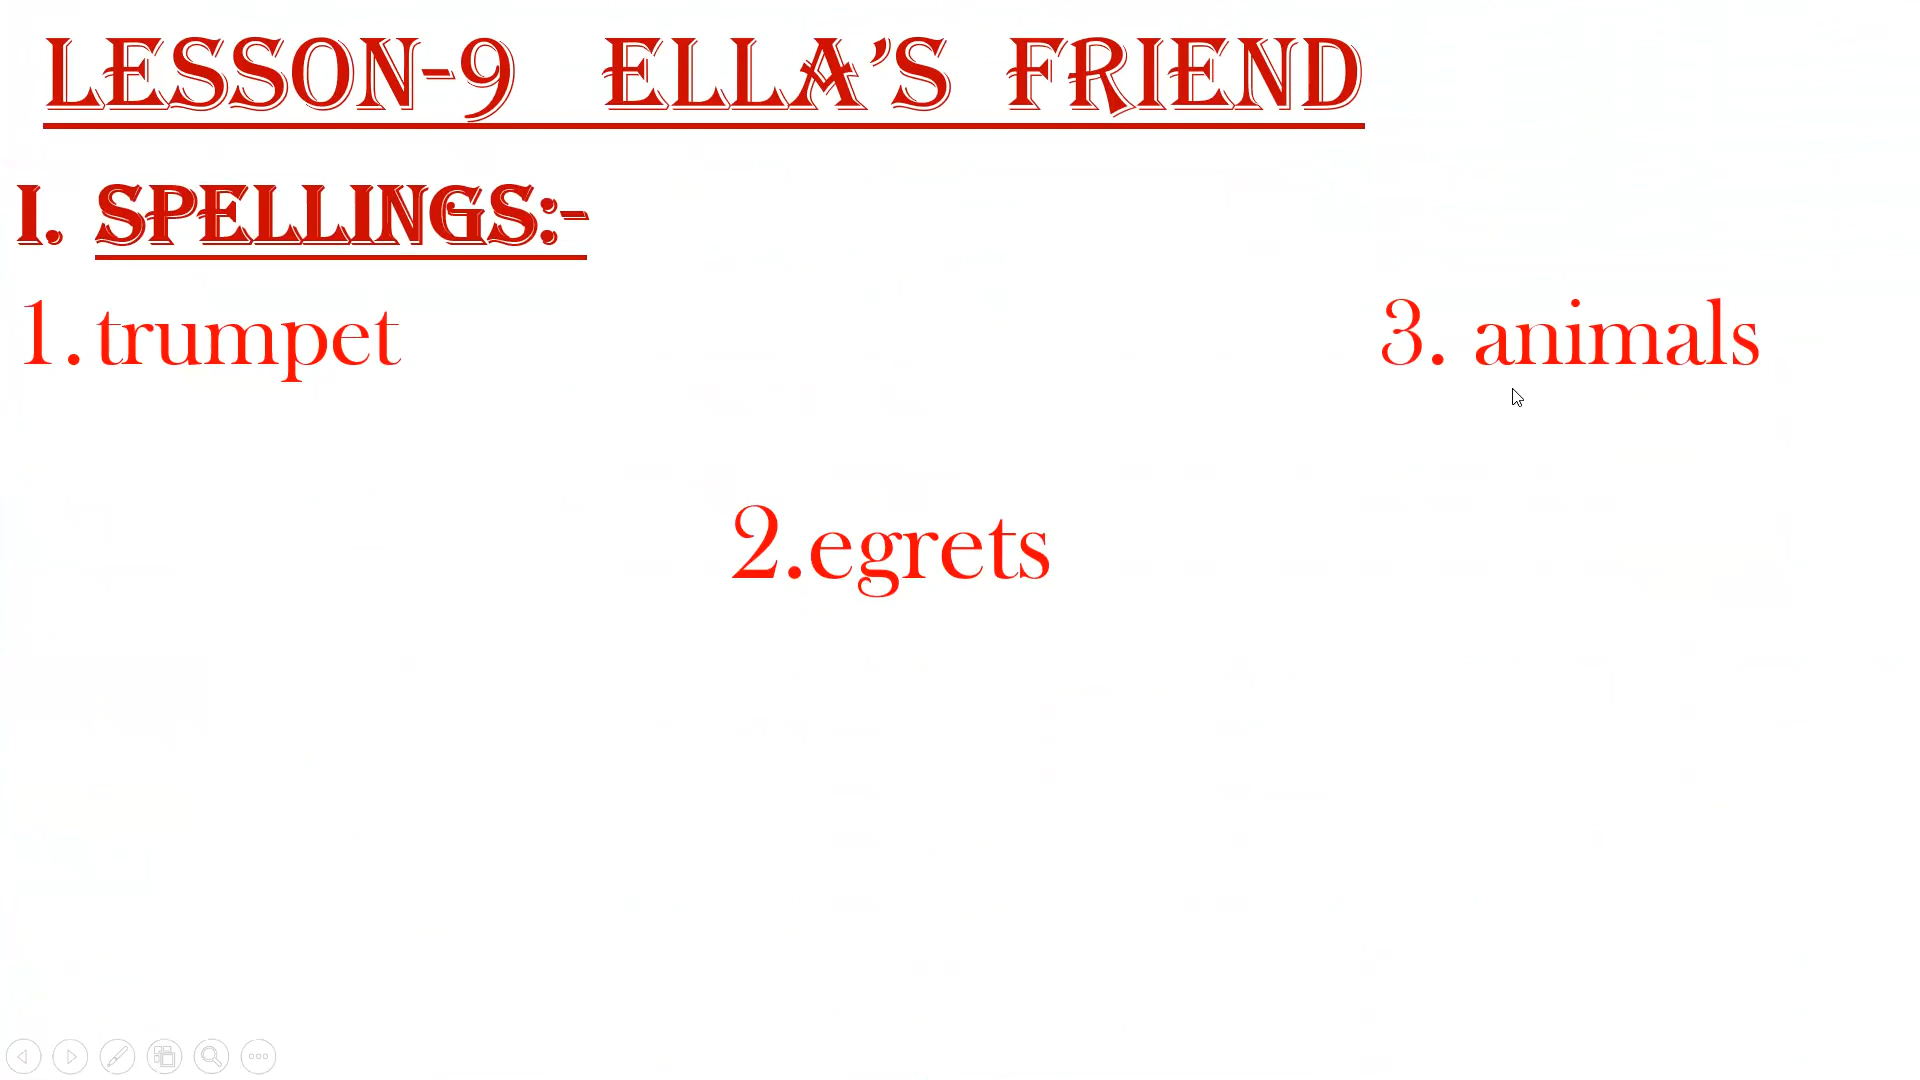 LESSON-9 ELLA’S FRIEND
I. SPELLINGS:-
1. trumpet
3. animals
2.egrets